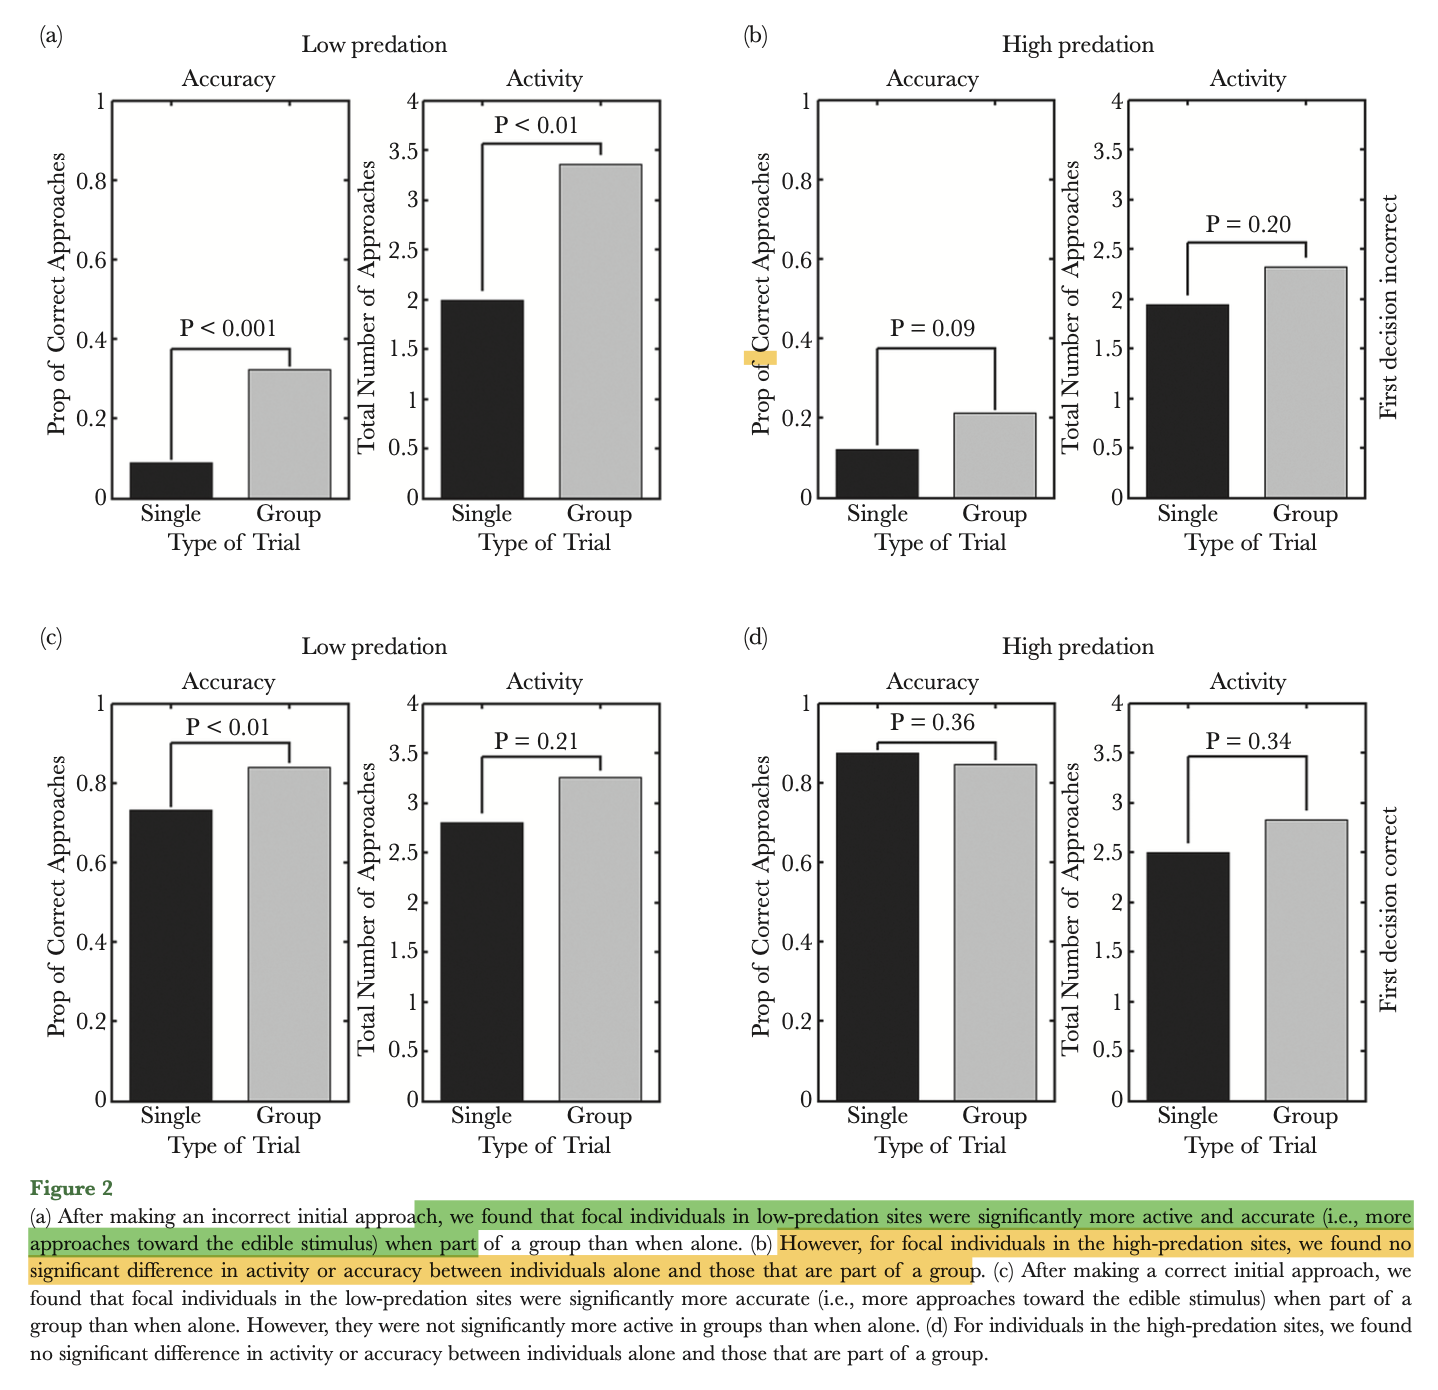 (a)
Low predation
Accuracy
Activity
1
0.8
0.6
0.4
0.2
0
Prop of Correct Approaches
P < 0.001
Single Group
Type of Trial
4
3.5
3
2.5
2
1.5
1
0.5
0
Total Number of Approaches
P < 0.01
Single Group
Type of Trial
(b)
High predation
Accuracy
Activity
1
0.8
0.6
0.4
0.2
0
Prop of Correct Approaches
P = 0.09
Single Group
Type of Trial
4
3.5
3
2.5
2
1.5
1
0.5
0
Total Number of Approaches
P = 0.20
Single Group
Type of Trial
First decision incorrect
(c)
Low predation
Accuracy
Activity
1
0.8
0.6
0.4
0.2
0
Prop of Correct Approaches
P < 0.01
Single Group
Type of Trial
4
3.5
3
2.5
2
1.5
1
0.5
0
Total Number of Approaches
P = 0.21
Single Group
Type of Trial
(d)
High predation
Accuracy
Activity
1
0.8
0.6
0.4
0.2
0
Prop of Correct Approaches
P = 0.36
Single Group
Type of Trial
4
3.5
3
2.5
2
1.5
1
0.5
0
Total Number of Approaches
P = 0.34
Single Group
Type of Trial
First decision correct
Figure 2
(a) After making an incorrect initial approach, we found that focal individuals in low-predation sites were significantly more active and accurate (i.e., more
approaches toward the edible stimulus) when part of a group than when alone. (b) However, for focal individuals in the high-predation sites, we found no
significant difference in activity or accuracy between individuals alone and those that are part of a group. (c) After making a correct initial approach, we
found that focal individuals in the low-predation sites were significantly more accurate (i.e., more approaches toward the edible stimulus) when part of a
group than when alone. However, they were not significantly more active in groups than when alone. (d) For individuals in the high-predation sites, we found
no significant difference in activity or accuracy between individuals alone and those that are part of a group.